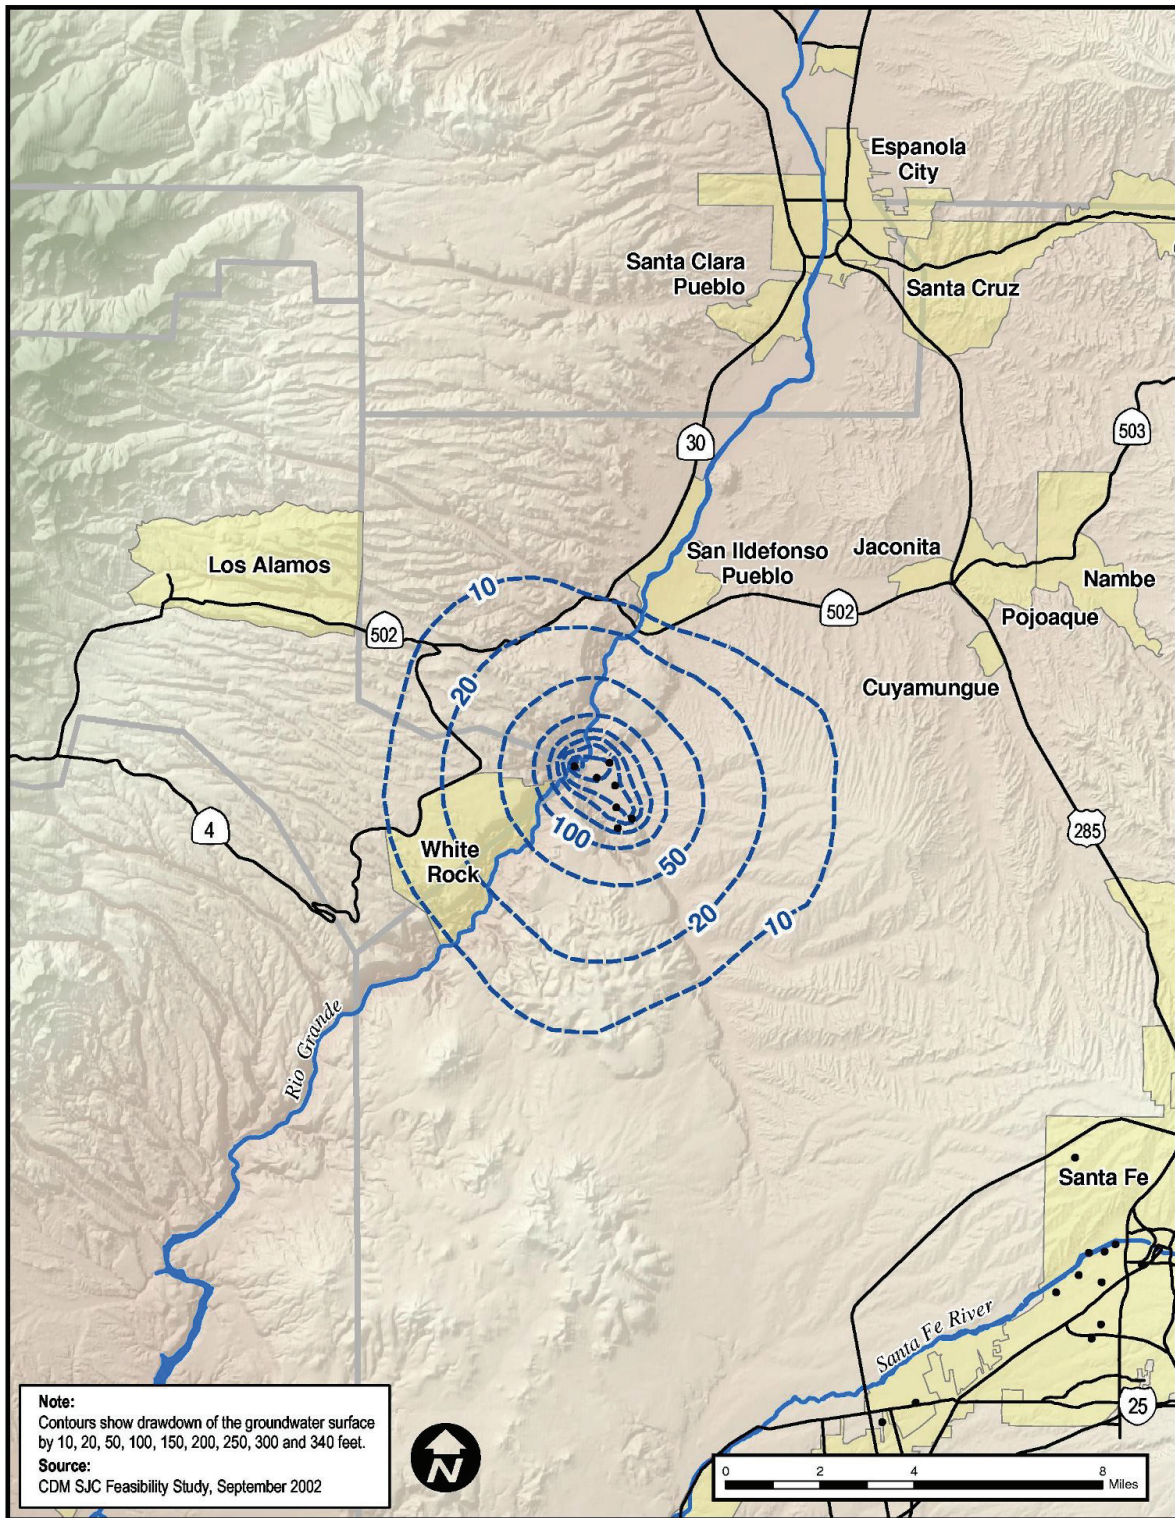 Espanola
City
Santa Clara
Pueblo
Santa Cruz
30
503
San Ildefonso
Pueblo
Jaconita
Los Alamos
Nambe
10
502
502
Pojoaque
20
Cuyamungue
4
100
285
White
Rock
50
20
10
Rio Grande
Santa Fe
Santa Fe River
25
Note:
Contours show drawdown of the groundwater surface
by 10, 20, 50, 100, 150, 200, 250, 300 and 340 feet.
Source:
CDM SJC Feasibility Study, September 2002
N
0 2 4 8
Miles